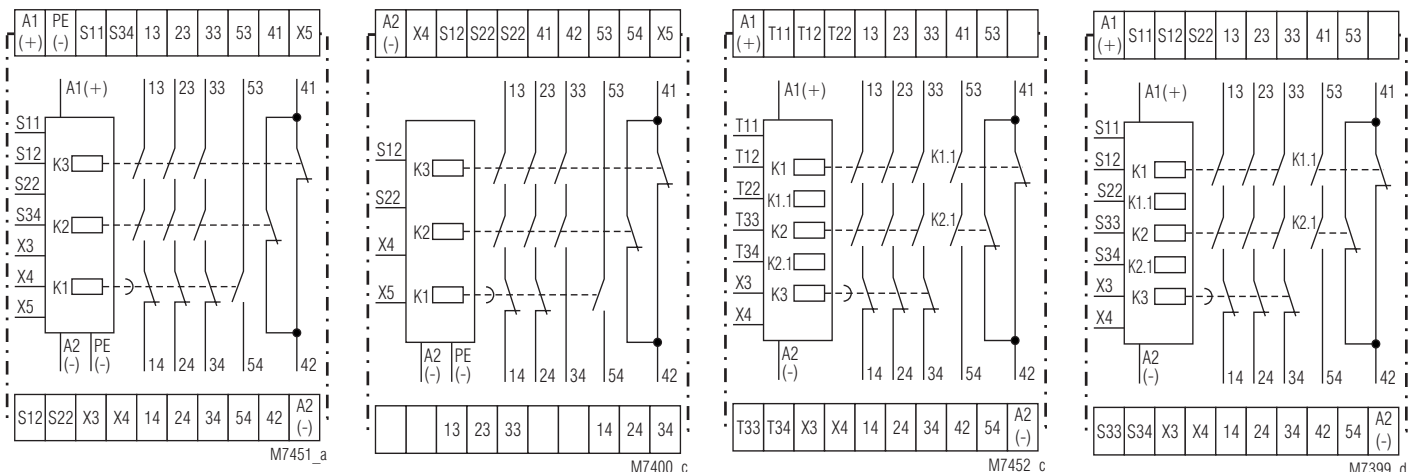 A1 (+) PE (-) S11 S34 13 23 33 53 41 X5
A1(+) 13 23 33 53 41
S11
S12
K3
S22
S34
K2
X3
X4
K1
X5
A2 (-) PE (-) 14 24 34 54 42
S12 S22 X3 X4 14 24 34 54 42 A2 (-)
M7451_a
A2 (-) X4 S12 S22 S22 41 42 53 54 X5
13 23 33 53 41
S12
K3
S22
K2
X4
X5
K1
A2 (-) PE (-) 14 24 34 54 42
13 23 33 14 24 34
M7400_c
A1 (+) T11 T12 T22 13 23 33 41 53
A1(+) 13 23 33 53 41
T11
T12
K1 K1.1
T22
K1.1
T33
K2 K2.1
T34
K2.1
X3
K3
X4
A2 (-) 14 24 34 54 42
T33 T34 X3 X4 14 24 34 42 54 A2 (-)
M7452_c
A1 (+) S11 S12 S22 13 23 33 41 53
A1(+) 13 23 33 53 41
S11
S12
K1 K1.1
S22
K1.1
S33
K2 K2.1
S34
K2.1
X3
K3
X4
A2 (-) 14 24 34 54 42
S33 S34 X3 X4 14 24 34 42 54 A2 (-)
M7399_d